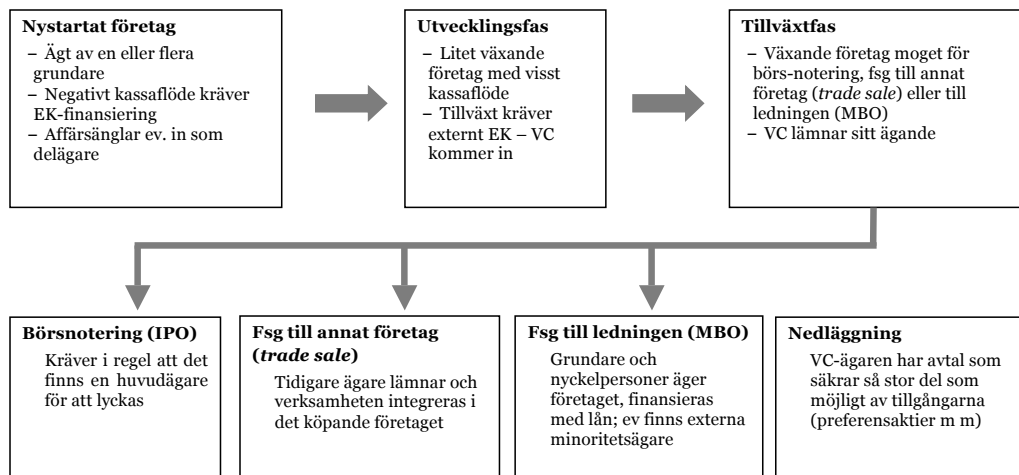 Nystartat företag
– Ägt av en eller flera
grundare
– Negativt kassaflöde kräver
EK-finansiering
– Affärsänglar ev. in som
delägare
Utvecklingsfas
– Litet växande
företag med visst
kassaflöde
– Tillväxt kräver
externt EK – VC
kommer in
Tillväxtfas
– Växande företag moget för
börs-notering, fsg till annat
företag (trade sale) eller till
ledningen (MBO)
– VC lämnar sitt ägande
Börsnotering (IPO)
Kräver i regel att det
finns en huvudägare
för att lyckas
Fsg till annat företag
(trade sale)
Tidigare ägare lämnar och
verksamheten integreras i
det köpande företaget
Fsg till ledningen (MBO)
Grundare och
nyckelpersoner äger
företaget, finansieras
med lån; ev finns externa
minoritetsägare
Nedläggning
VC-ägaren har avtal som
säkrar så stor del som
möjligt av tillgångarna
(preferensaktier m m)